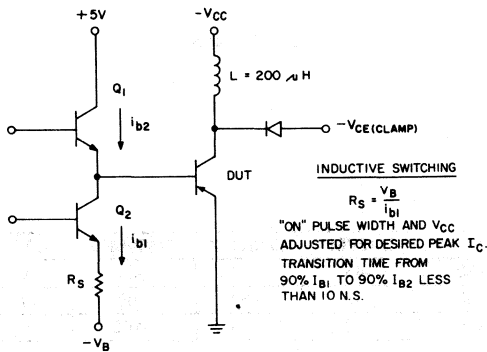 +5V
-VCC
Q1
ib2
L = 200 μH
-VCE(CLAMP)
DUT
Q2
ib1
RS
-VB
INDUCTIVE SWITCHING
RS = VB / ib1
"ON" PULSE WIDTH AND VCC
ADJUSTED FOR DESIRED PEAK IC.
TRANSITION TIME FROM
90% IB1 TO 90% IB2 LESS
THAN 10 N.S.